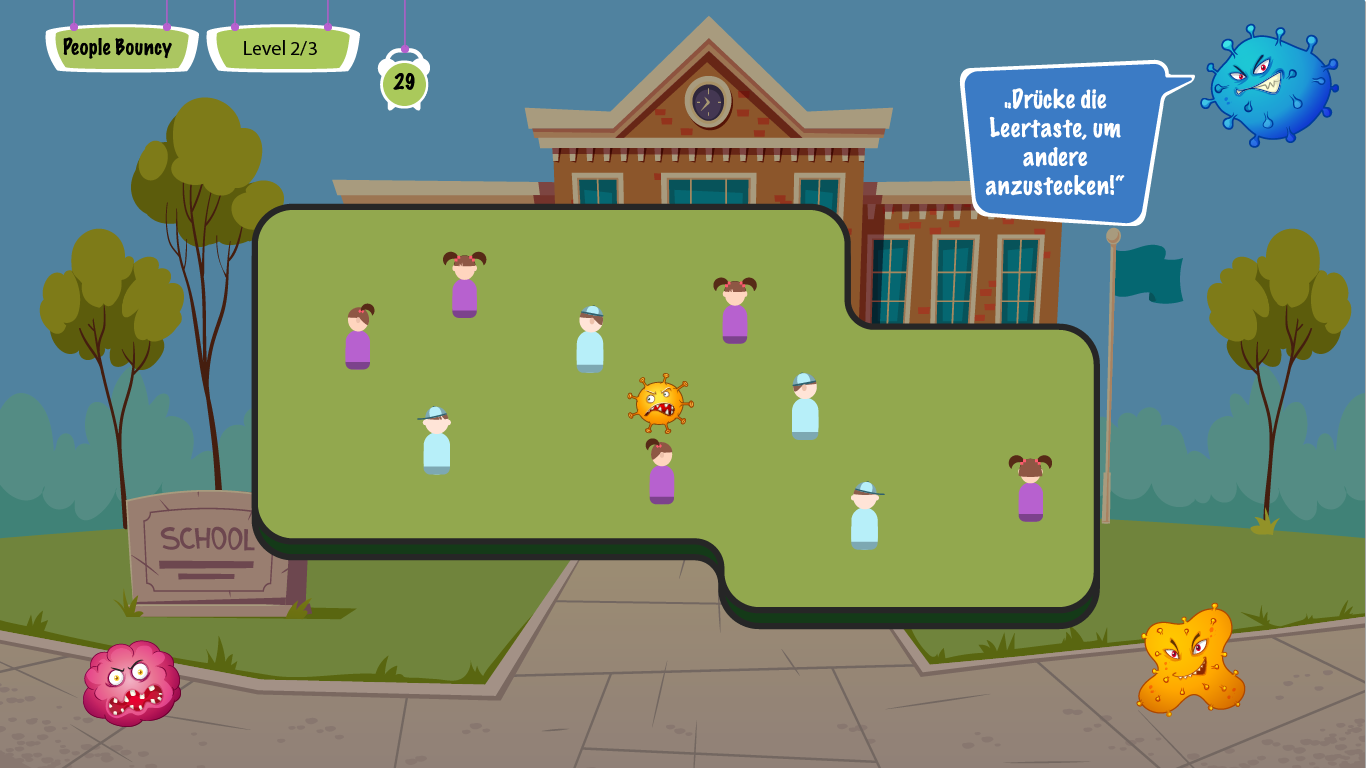 People Bouncy
Level 2/3
29
„Drücke die
Leertaste, um
andere
anzustecken!“
SCHOOL